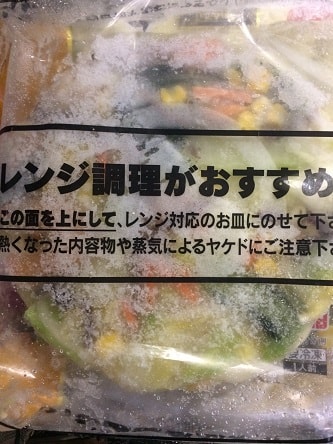 レンジ調理がおすすめ
この面を上にして、レンジ対応のお皿にのせて下さ
熱くなった内容物や蒸気によるヤケドにご注意下